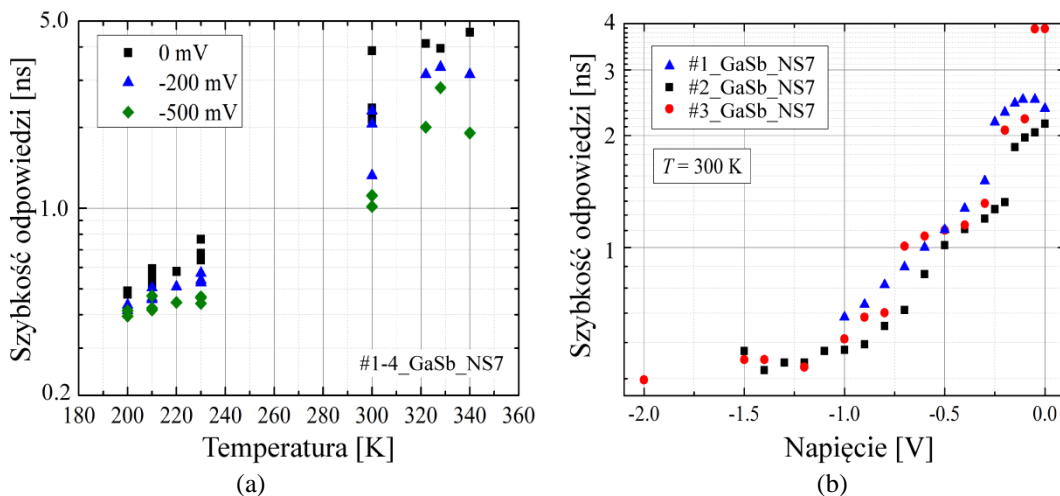 5.0
1.0
0.2
Szybkość odpowiedzi [ns]
0 mV
-200 mV
-500 mV
#1-4_GaSb_NS7
180 200 220 240 260 280 300 320 340 360
Temperatura [K]
(a)
4
3
2
1
Szybkość odpowiedzi [ns]
#1_GaSb_NS7
#2_GaSb_NS7
#3_GaSb_NS7
T = 300 K
-2.0 -1.5 -1.0 -0.5 0.0
Napięcie [V]
(b)